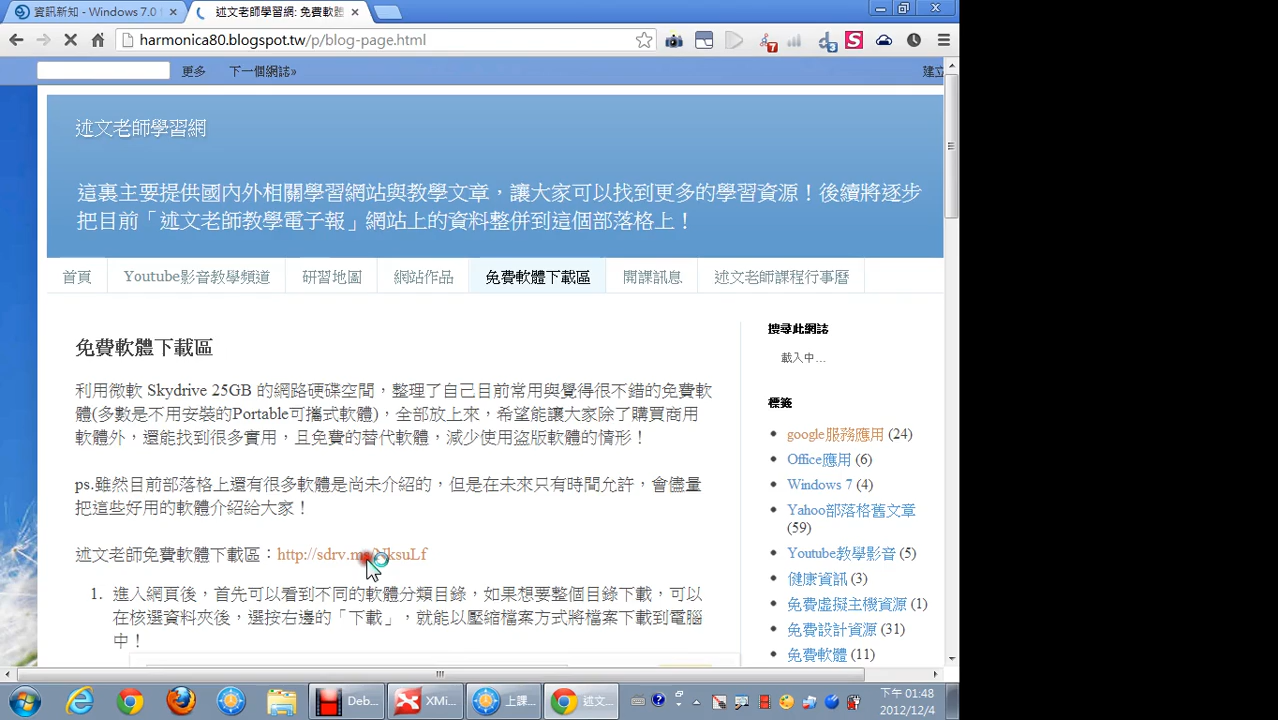 資訊新知 - Windows 7.0
述文老師學習網: 免費軟體
harmonica80.blogspot.tw/p/blog-page.html
更多 下一個網誌» 建立
述文老師學習網
這裏主要提供國內外相關學習網站與教學文章，讓大家可以找到更多的學習資源！後續將逐步
把目前「述文老師教學電子報」網站上的資料整併到這個部落格上！
首頁 Youtube影音教學頻道 研習地圖 網站作品 免費軟體下載區 開課訊息 述文老師課程行事曆
免費軟體下載區
利用微軟 Skydrive 25GB 的網路硬碟空間，整理了自己目前常用與覺得很不錯的免費軟
體(多數是不用安裝的Portable可攜式軟體)，全部放上來，希望能讓大家除了購買商用
軟體外，還能找到很多實用，且免費的替代軟體，減少使用盜版軟體的情形！
ps.雖然目前部落格上還有很多軟體是尚未介紹的，但是在未來只有時間允許，會儘量
把這些好用的軟體介紹給大家！
述文老師免費軟體下載區：
1. 進入網頁後，首先可以看到不同的軟體分類目錄，如果想要整個目錄下載，可以
在核選資料夾後，選按右邊的「下載」，就能以壓縮檔案方式將檔案下載到電腦
中！
搜尋此網誌
載入中...
標籤
google服務應用 (24)
Office應用 (6)
Windows 7 (4)
Yahoo部落格舊文章
(59)
Youtube教學影音 (5)
健康資訊 (3)
免費虛擬主機資源 (1)
免費設計資源 (31)
免費軟體 (11)
Deb...
XMi...
上課...
述文...
下午 01:48
2012/12/4